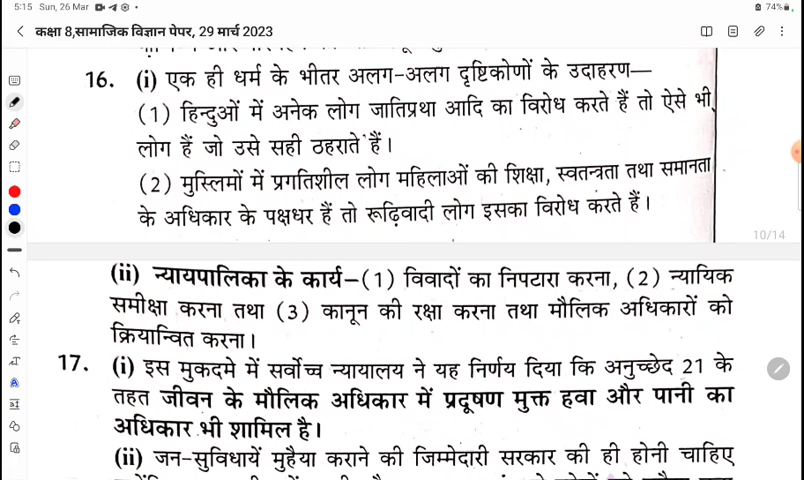 5:15 Sun, 26 Mar
74%
कक्षा 8,सामाजिक विज्ञान पेपर, 29 मार्च 2023
16. (i) एक ही धर्म के भीतर अलग-अलग दृष्टिकोणों के उदाहरण—
(1) हिन्दुओं में अनेक लोग जातिप्रथा आदि का विरोध करते हैं तो ऐसे भी
लोग हैं जो उसे सही ठहराते हैं।
(2) मुस्लिमों में प्रगतिशील लोग महिलाओं की शिक्षा, स्वतन्त्रता तथा समानता
के अधिकार के पक्षधर हैं तो रूढ़िवादी लोग इसका विरोध करते हैं।
10/14
(ii) न्यायपालिका के कार्य–(1) विवादों का निपटारा करना, (2) न्यायिक
समीक्षा करना तथा (3) कानून की रक्षा करना तथा मौलिक अधिकारों को
क्रियान्वित करना।
17. (i) इस मुकदमे में सर्वोच्च न्यायालय ने यह निर्णय दिया कि अनुच्छेद 21 के
तहत जीवन के मौलिक अधिकार में प्रदूषण मुक्त हवा और पानी का
अधिकार भी शामिल है।
(ii) जन-सुविधायें मुहैया कराने की जिम्मेदारी सरकार की ही होनी चाहिए